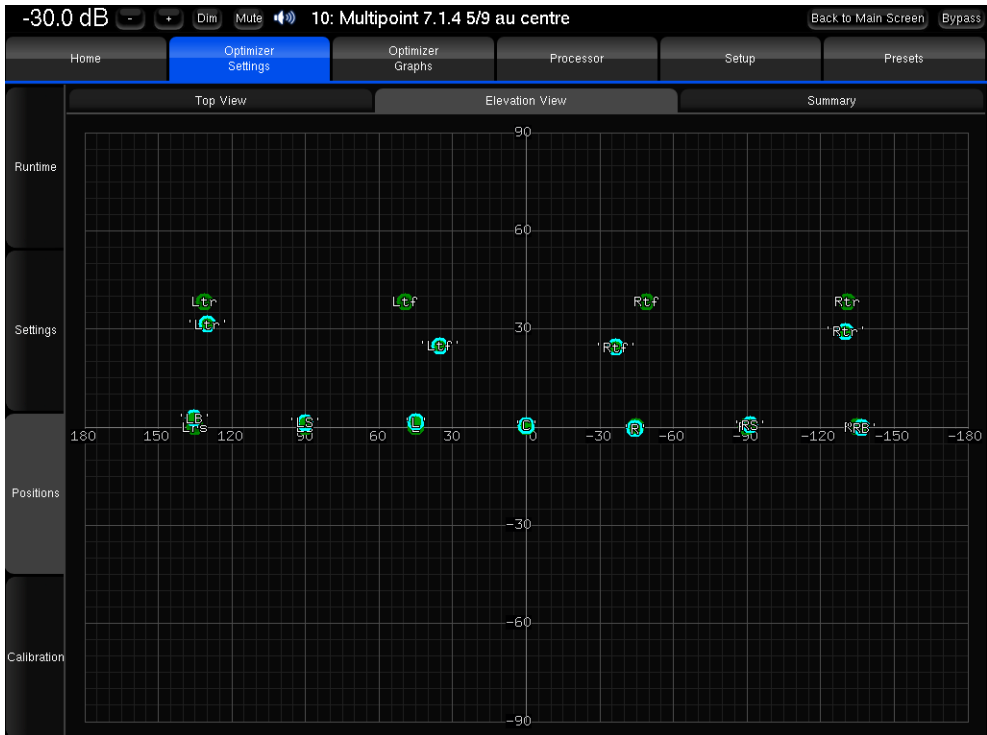 -30.0 dB - + Dim Mute 10: Multipoint 7.1.4 5/9 au centre Back to Main Screen Bypass
Home Optimizer Settings Optimizer Graphs Processor Setup Presets
Top View Elevation View Summary
Runtime
Settings
Positions
Calibration
90
60
Ltr Ltf Rtf Rtr
30
'Ltr' 'Ltf' 'Rtf' 'Rtr'
'LB' 'LS' 'L' 'C' 'R' 'RS' 'RB'
Lrs
180 150 120 90 60 30 0 -30 -60 -90 -120 -150 -180
-30
-60
-90